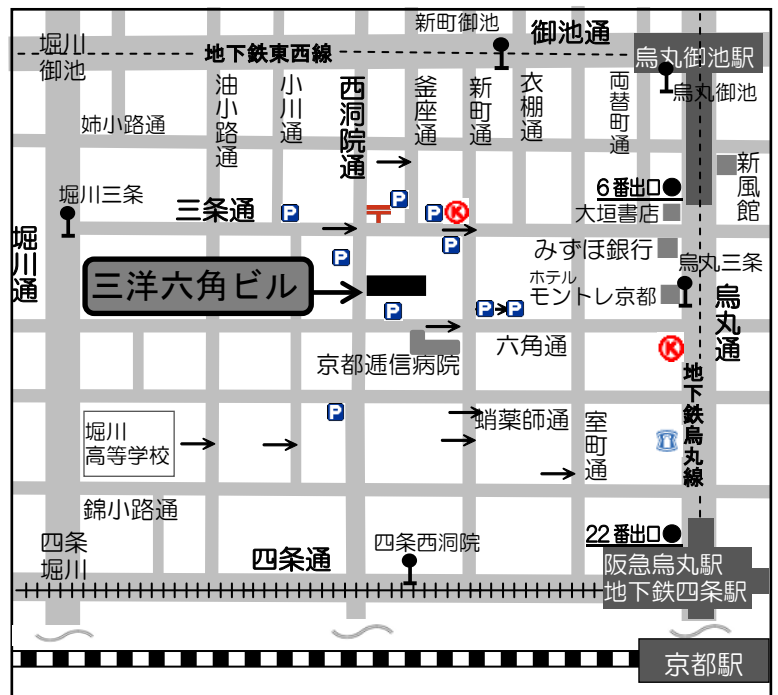 新町御池
御池通
堀川
御池
地下鉄東西線
烏丸御池駅
烏丸御池
油小路通
小川通
西洞院通
釜座通
新町通
衣棚通
両替町通
姉小路通
新風館
6番出口
堀川三条
三条通
P
P
P
K
大垣書店
堀川通
P
P
みずほ銀行
烏丸三条
三洋六角ビル
ホテル
モントレ京都
烏丸通
P
P
P
六角通
K
京都逓信病院
地下鉄烏丸線
P
蛸薬師通
室町通
堀川
高等学校
錦小路通
22番出口
四条
堀川
四条通
四条西洞院
阪急烏丸駅
地下鉄四条駅
京都駅